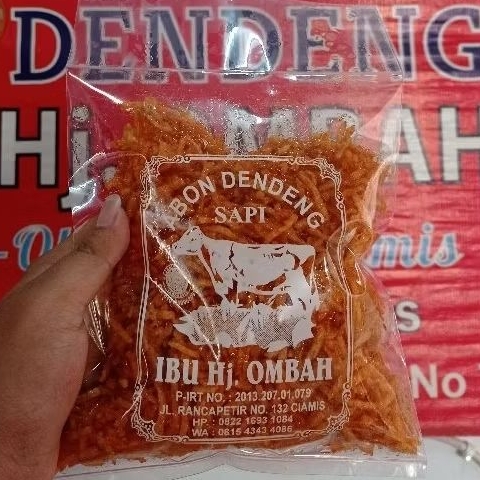 DENDENG
Hj. OMBAH
ABON DENDENG
SAPI
IBU Hj. OMBAH
P-IRT NO. : 2013.207.01.079
JL. RANCAPETIR NO. 132 CIAMIS
HP : 0822 1693 1084
WA : 0815 4343 4086
No